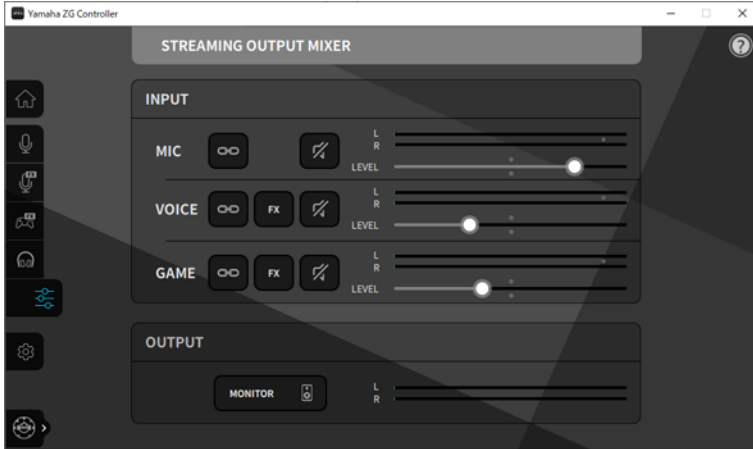 Yamaha ZG Controller
STREAMING OUTPUT MIXER
?
INPUT
MIC
L
R
LEVEL
VOICE
FX
L
R
LEVEL
GAME
FX
L
R
LEVEL
OUTPUT
MONITOR
L
R